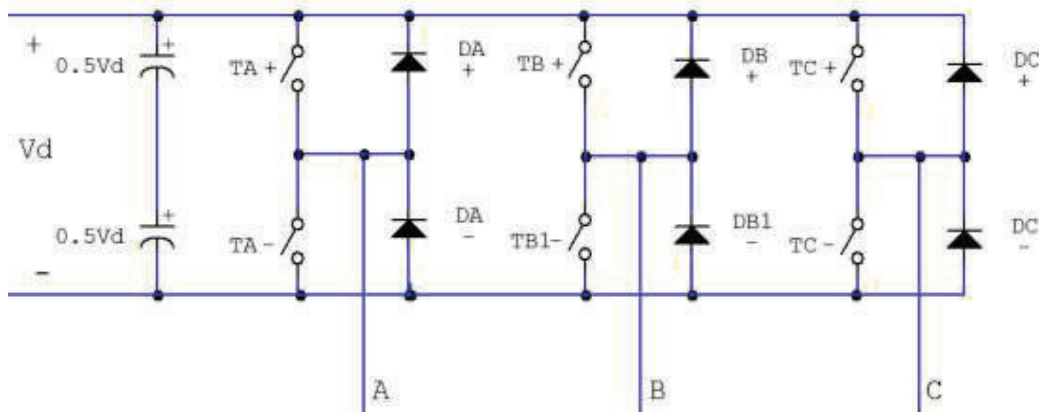 +
0.5Vd
+
TA+
DA
+
TB+
DB
+
TC+
DC
+
Vd
0.5Vd
+
-
TA-
DA
-
TB1-
DB1
-
TC-
DC
-
A
B
C